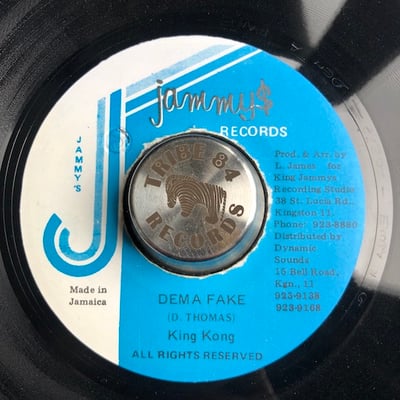 jammy$
RECORDS
JAMMY'S
Prod. & Arr. by
L. James for
King Jammys
Recording Studio
38 St. Lucia Rd.
Kingston 11.
Phone: 923-8880
Distributed by
Dynamic
Sounds
15 Bell Road,
Kgn., 11
923-9138
923-9168
TRIBE 84
RECORDS
Made in
Jamaica
DEMA FAKE
(D. THOMAS)
King Kong
ALL RIGHTS RESERVED